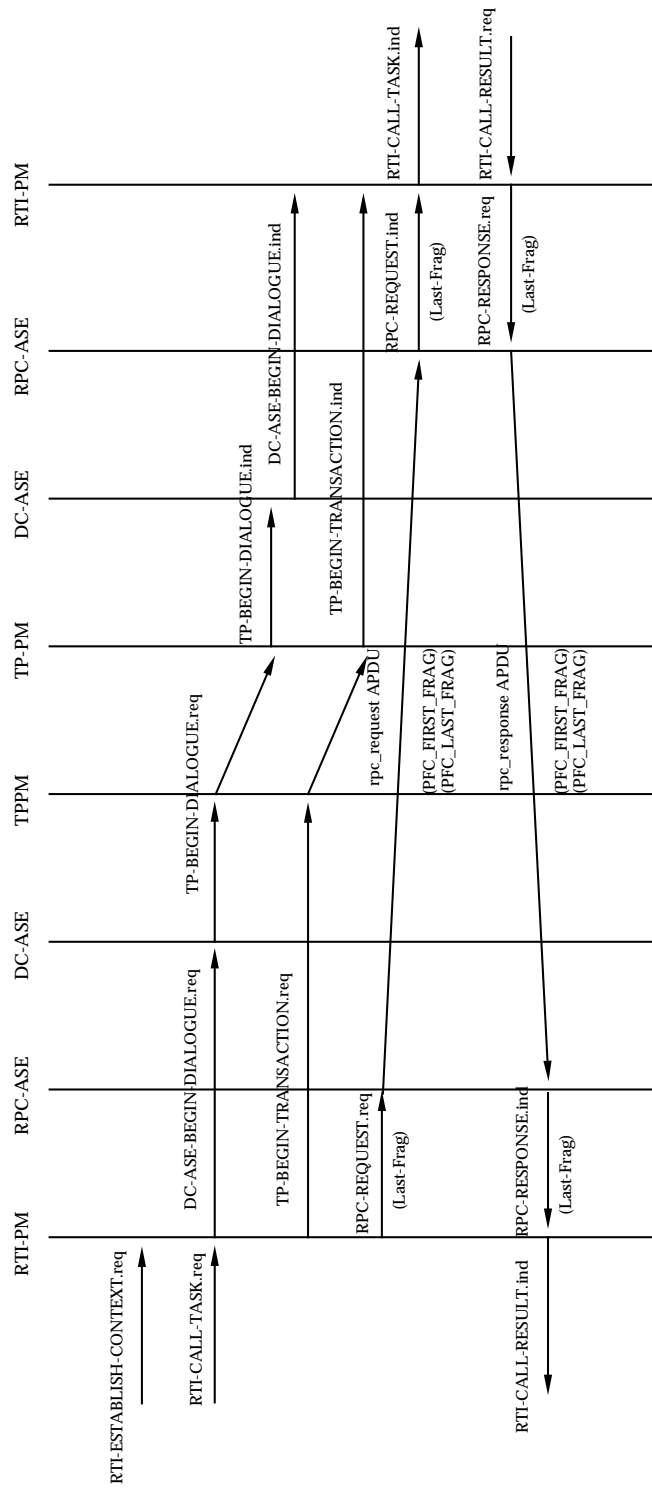 RTI-PM
RPC-ASE
DC-ASE
TPPM
TP-PM
DC-ASE
RPC-ASE
RTI-PM
RTI-ESTABLISH-CONTEXT.req
RTI-CALL-TASK.req
DC-ASE-BEGIN-DIALOGUE.req
TP-BEGIN-DIALOGUE.req
TP-BEGIN-DIALOGUE.ind
DC-ASE-BEGIN-DIALOGUE.ind
TP-BEGIN-TRANSACTION.req
TP-BEGIN-TRANSACTION.ind
RPC-REQUEST.req
(Last-Frag)
rpc_request APDU
(PFC_FIRST_FRAG)
(PFC_LAST_FRAG)
RPC-REQUEST.ind
(Last-Frag)
RTI-CALL-TASK.ind
RTI-CALL-RESULT.req
RPC-RESPONSE.req
(Last-Frag)
rpc_response APDU
(PFC_FIRST_FRAG)
(PFC_LAST_FRAG)
RPC-RESPONSE.ind
(Last-Frag)
RTI-CALL-RESULT.ind